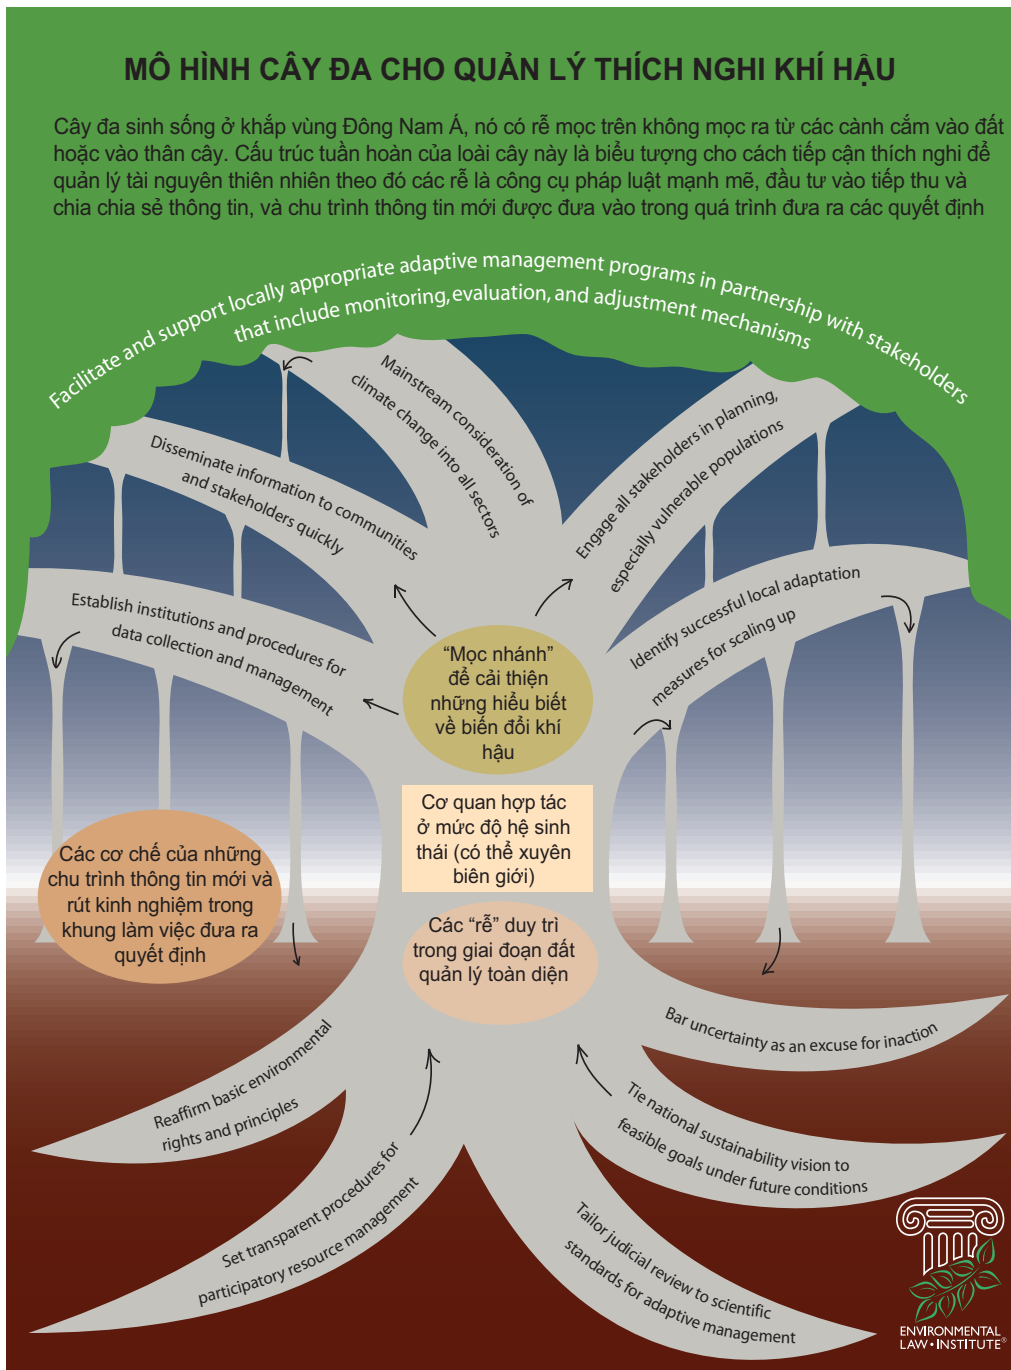 MÔ HÌNH CÂY ĐA CHO QUẢN LÝ THÍCH NGHI KHÍ HẬU
Cây đa sinh sống ở khắp vùng Đông Nam Á, nó có rễ mọc trên không mọc ra từ các cành cắm vào đất
hoặc vào thân cây. Cấu trúc tuần hoàn của loài cây này là biểu tượng cho cách tiếp cận thích nghi để
quản lý tài nguyên thiên nhiên theo đó các rễ là công cụ pháp luật mạnh mẽ, đầu tư vào tiếp thu và
chia chia sẻ thông tin, và chu trình thông tin mới được đưa vào trong quá trình đưa ra các quyết định
Facilitate and support locally appropriate adaptive management programs in partnership with stakeholders
that include monitoring, evaluation, and adjustment mechanisms
Mainstream consideration of
climate change into all sectors
Engage all stakeholders in planning,
especially vulnerable populations
Disseminate information to communities
and stakeholders quickly
Identify successful local adaptation
measures for scaling up
Establish institutions and procedures for
data collection and management
“Mọc nhánh”
để cải thiện
những hiểu biết
về biến đổi khí
hậu
Cơ quan hợp tác
ở mức độ hệ sinh
thái (có thể xuyên
biên giới)
Các cơ chế của những
chu trình thông tin mới và
rút kinh nghiệm trong
khung làm việc đưa ra
quyết định
Các “rễ” duy trì
trong giai đoạn đất
quản lý toàn diện
Reaffirm basic environmental
rights and principles
Bar uncertainty as an excuse for inaction
Tie national sustainability vision to
feasible goals under future conditions
Set transparent procedures for
participatory resource management
Tailor judicial review to scientific
standards for adaptive management
ENVIRONMENTAL
LAW • INSTITUTE®